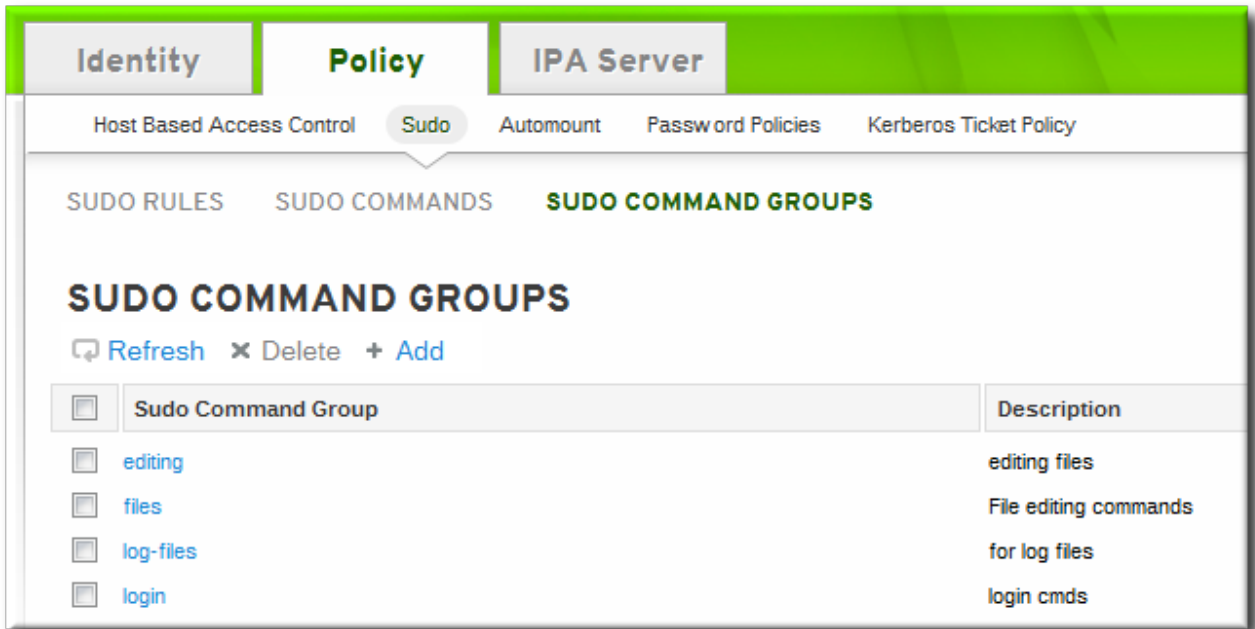 Identity Policy IPA Server
Host Based Access Control Sudo Automount Password Policies Kerberos Ticket Policy
SUDO RULES SUDO COMMANDS SUDO COMMAND GROUPS
SUDO COMMAND GROUPS
Refresh Delete + Add
Sudo Command Group Description
editing editing files
files File editing commands
log-files for log files
login login cmds